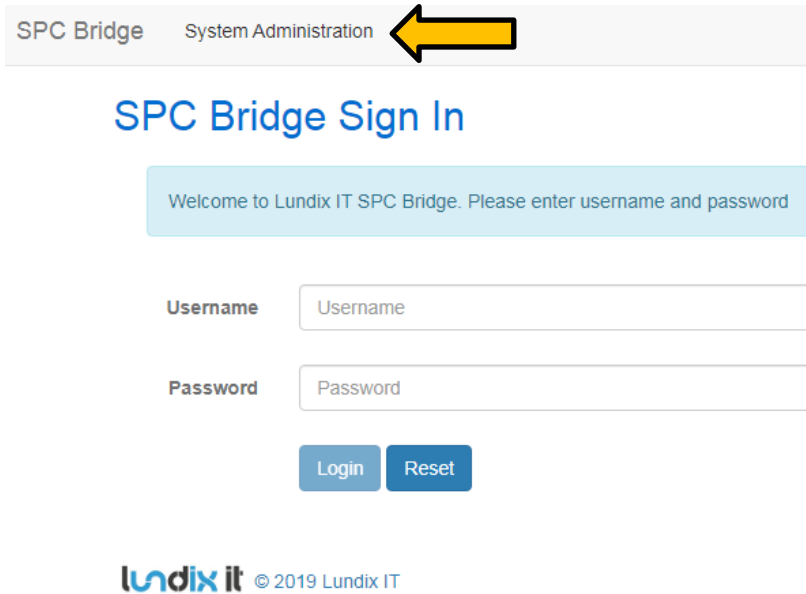 SPC Bridge System Administration
SPC Bridge Sign In
Welcome to Lundix IT SPC Bridge. Please enter username and password
Username Username
Password Password
Login Reset
lundix it © 2019 Lundix IT